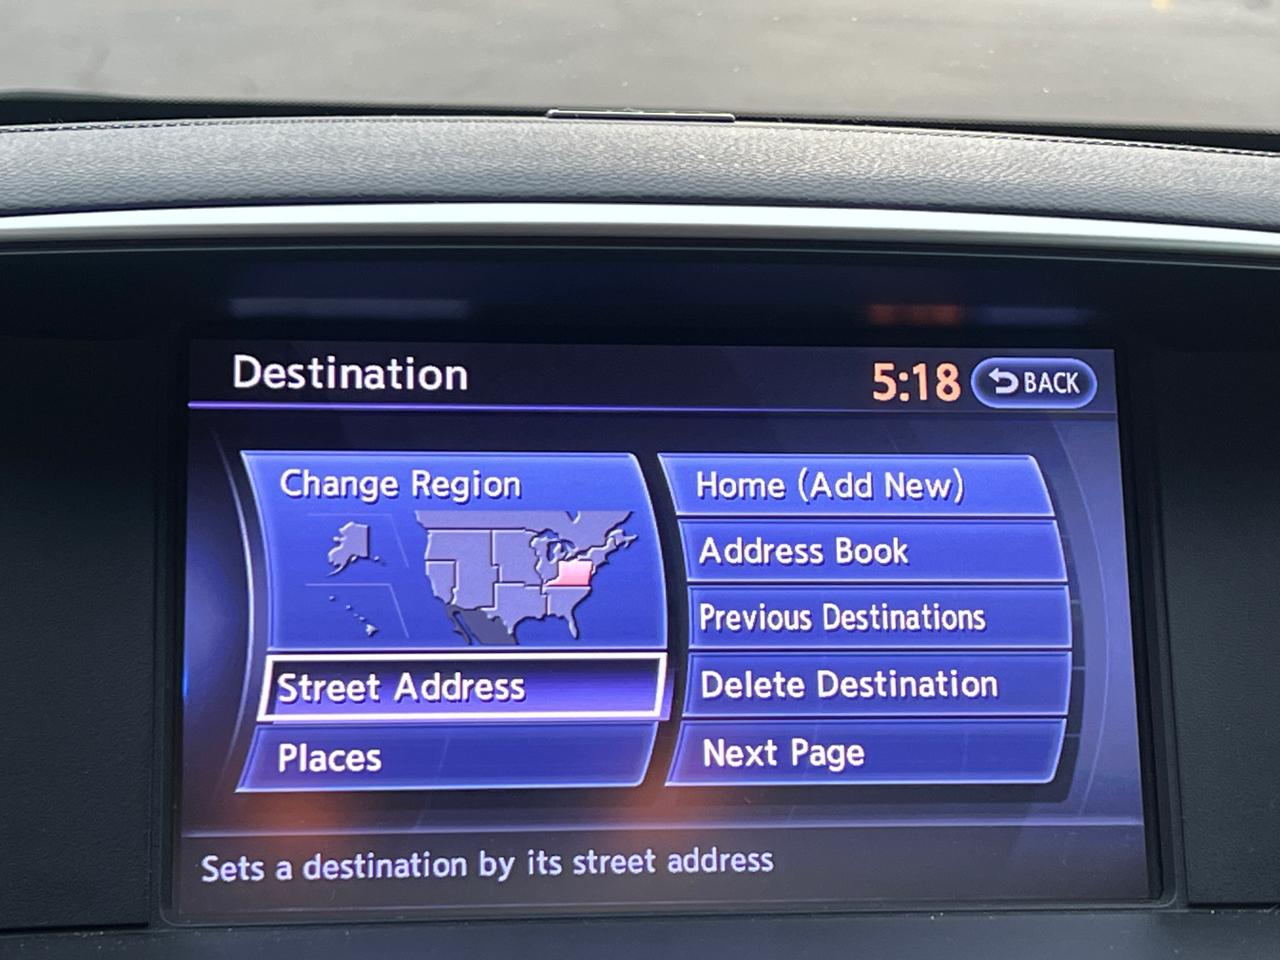 Destination
5:18
BACK
Change Region
Street Address
Places
Home (Add New)
Address Book
Previous Destinations
Delete Destination
Next Page
Sets a destination by its street address